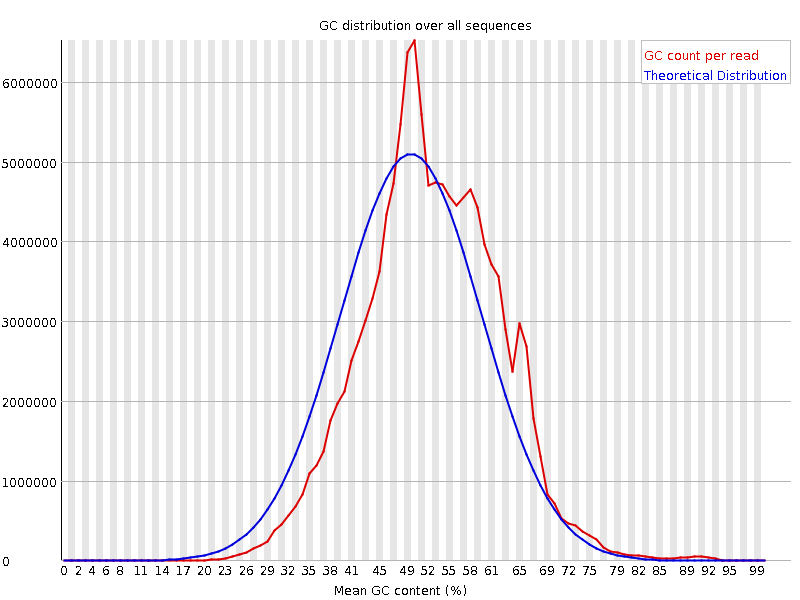 GC distribution over all sequences
GC count per read
Theoretical Distribution
6000000
5000000
4000000
3000000
2000000
1000000
0
0 2 4 6 8 11 14 17 20 23 26 29 32 35 38 41 45 49 52 55 58 61 65 69 72 75 79 82 85 89 92 95 99
Mean GC content (%)